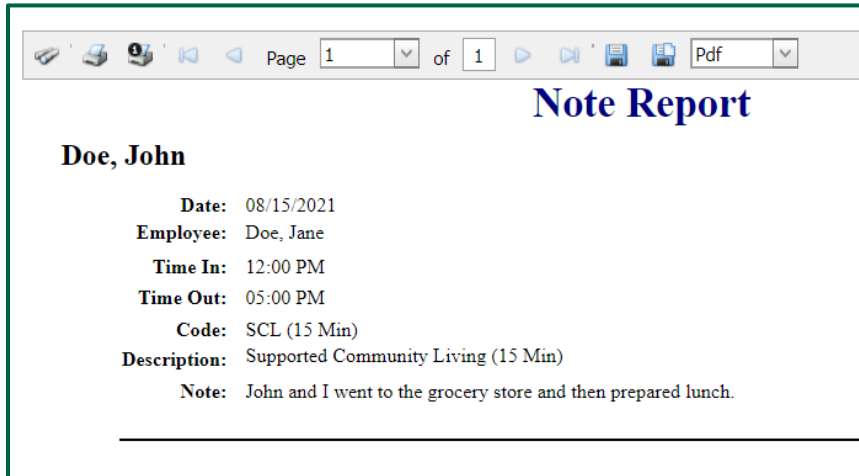 Page 1 of 1 Pdf
Note Report
Doe, John
Date: 08/15/2021
Employee: Doe, Jane
Time In: 12:00 PM
Time Out: 05:00 PM
Code: SCL (15 Min)
Description: Supported Community Living (15 Min)
Note: John and I went to the grocery store and then prepared lunch.